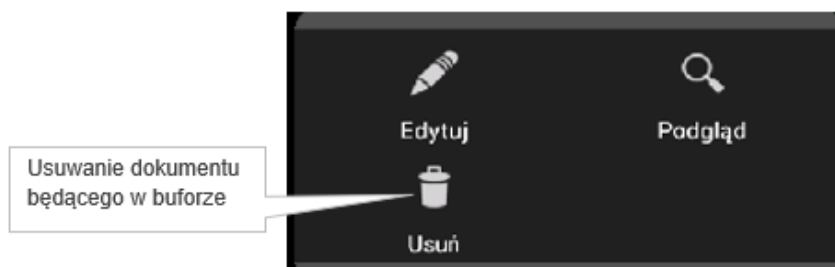 Edytuj
Podgląd
Usuwanie dokumentu
będącego w buforze
Usuń